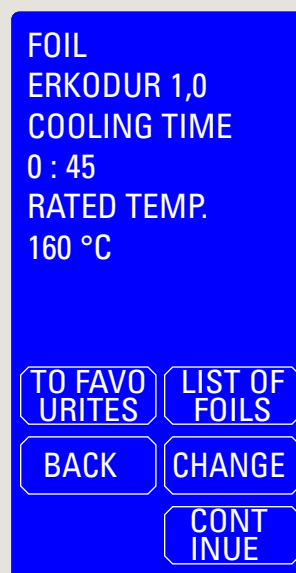 FOIL
ERKODUR 1,0
COOLING TIME
0 : 45
RATED TEMP.
160 °C
TO FAVO
URITES
LIST OF
FOILS
BACK
CHANGE
CONT
INUE